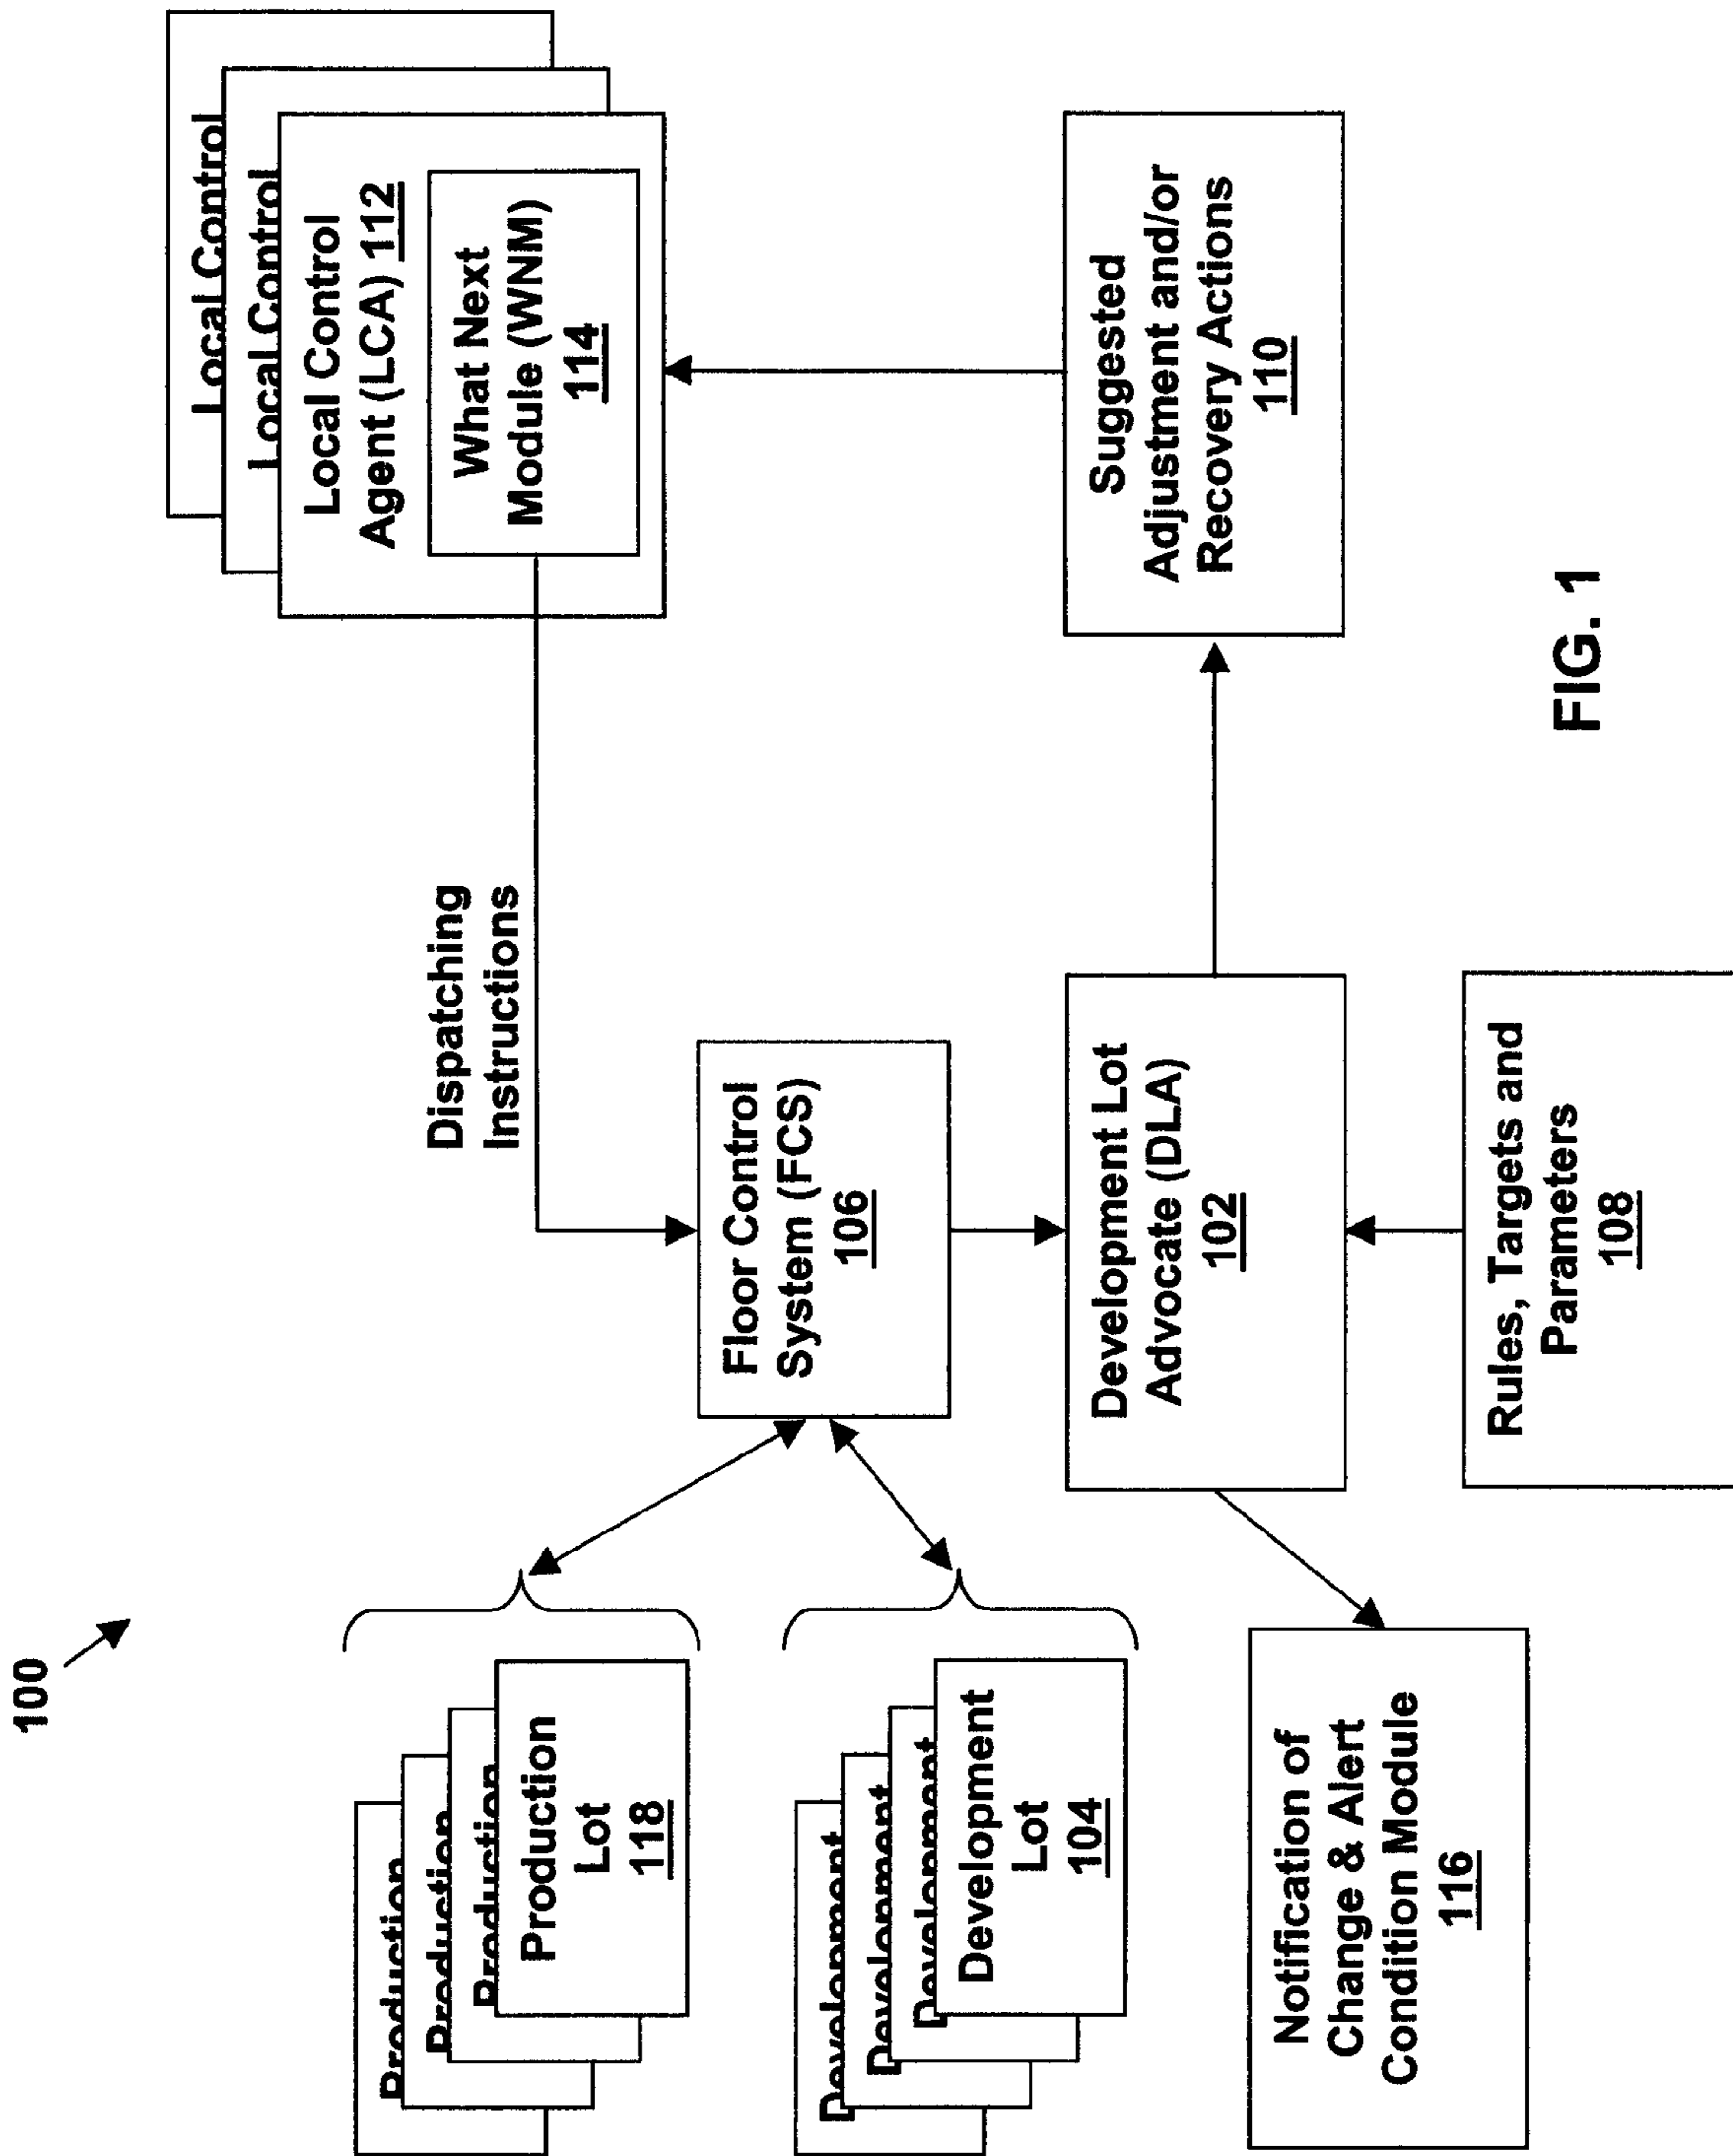 100
Production
Production
Production
Production
Lot
118
Development
Development
Development
Development
Lot
104
Notification of
Change & Alert
Condition Module
116
Dispatching
Instructions
Floor Control
System (FCS)
106
Development Lot
Advocate (DLA)
102
Rules, Targets and
Parameters
108
Local Control
Local Control
Local Control
Agent (LCA) 112
What Next
Module (WNM)
114
Suggested
Adjustment and/or
Recovery Actions
110
FIG. 1